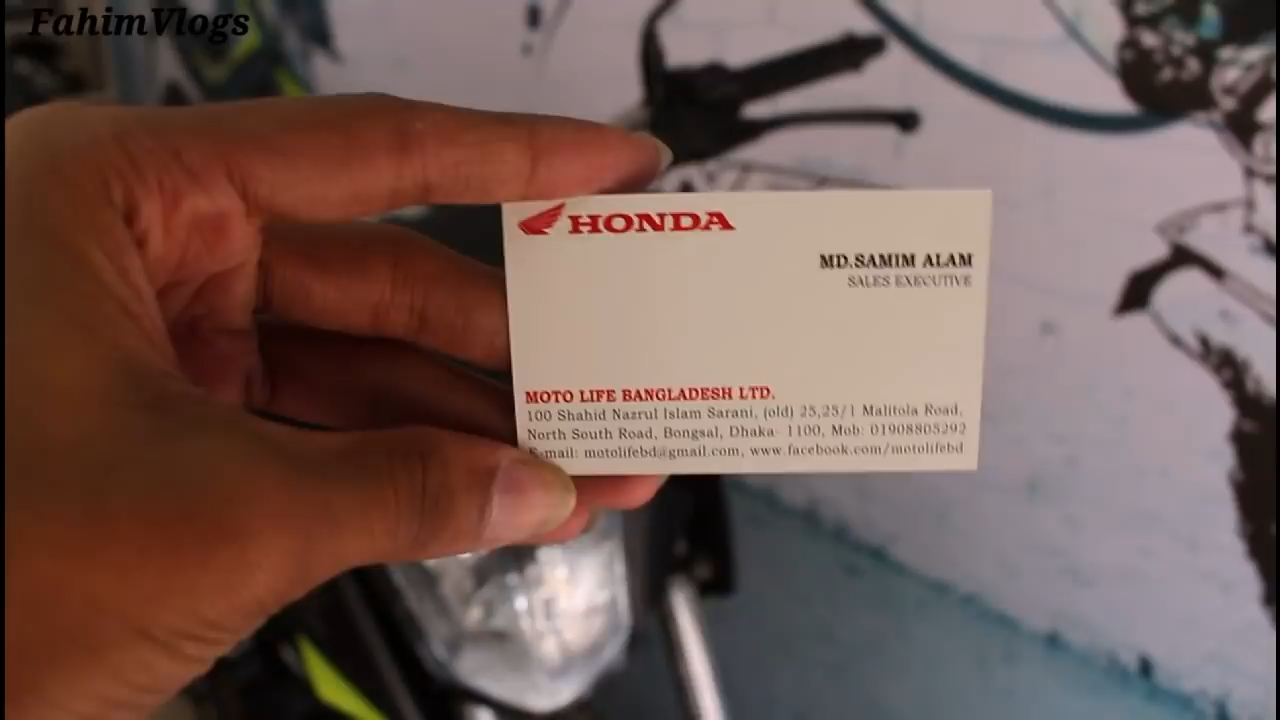 FahimVlogs
HONDA
MD.SAMIM ALAM
SALES EXECUTIVE
MOTO LIFE BANGLADESH LTD.
100 Shahid Nazrul Islam Sarani, (old) 25,25/1 Malitola Road,
North South Road, Bongsal, Dhaka- 1100, Mob: 01908805292
E-mail: motolifebd@gmail.com, www.facebook.com/motolifebd